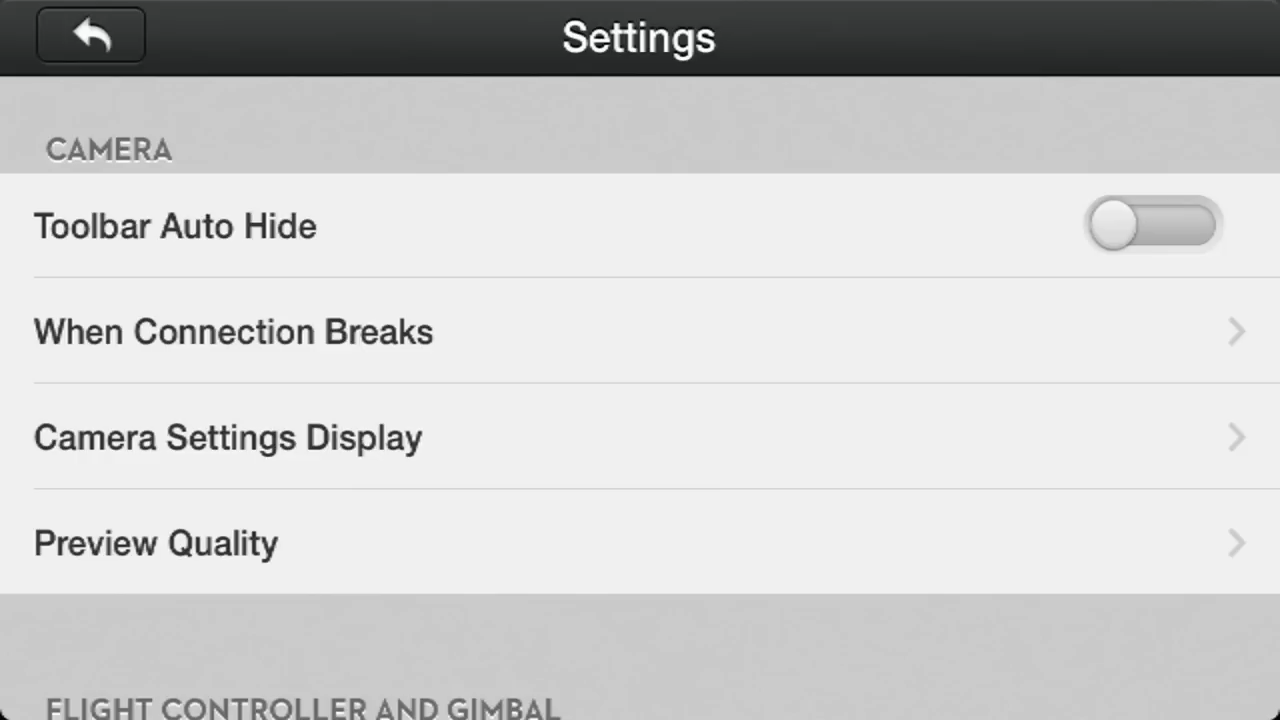 Settings
CAMERA
Toolbar Auto Hide
When Connection Breaks
Camera Settings Display
Preview Quality
FLIGHT CONTROLLER AND GIMBAL